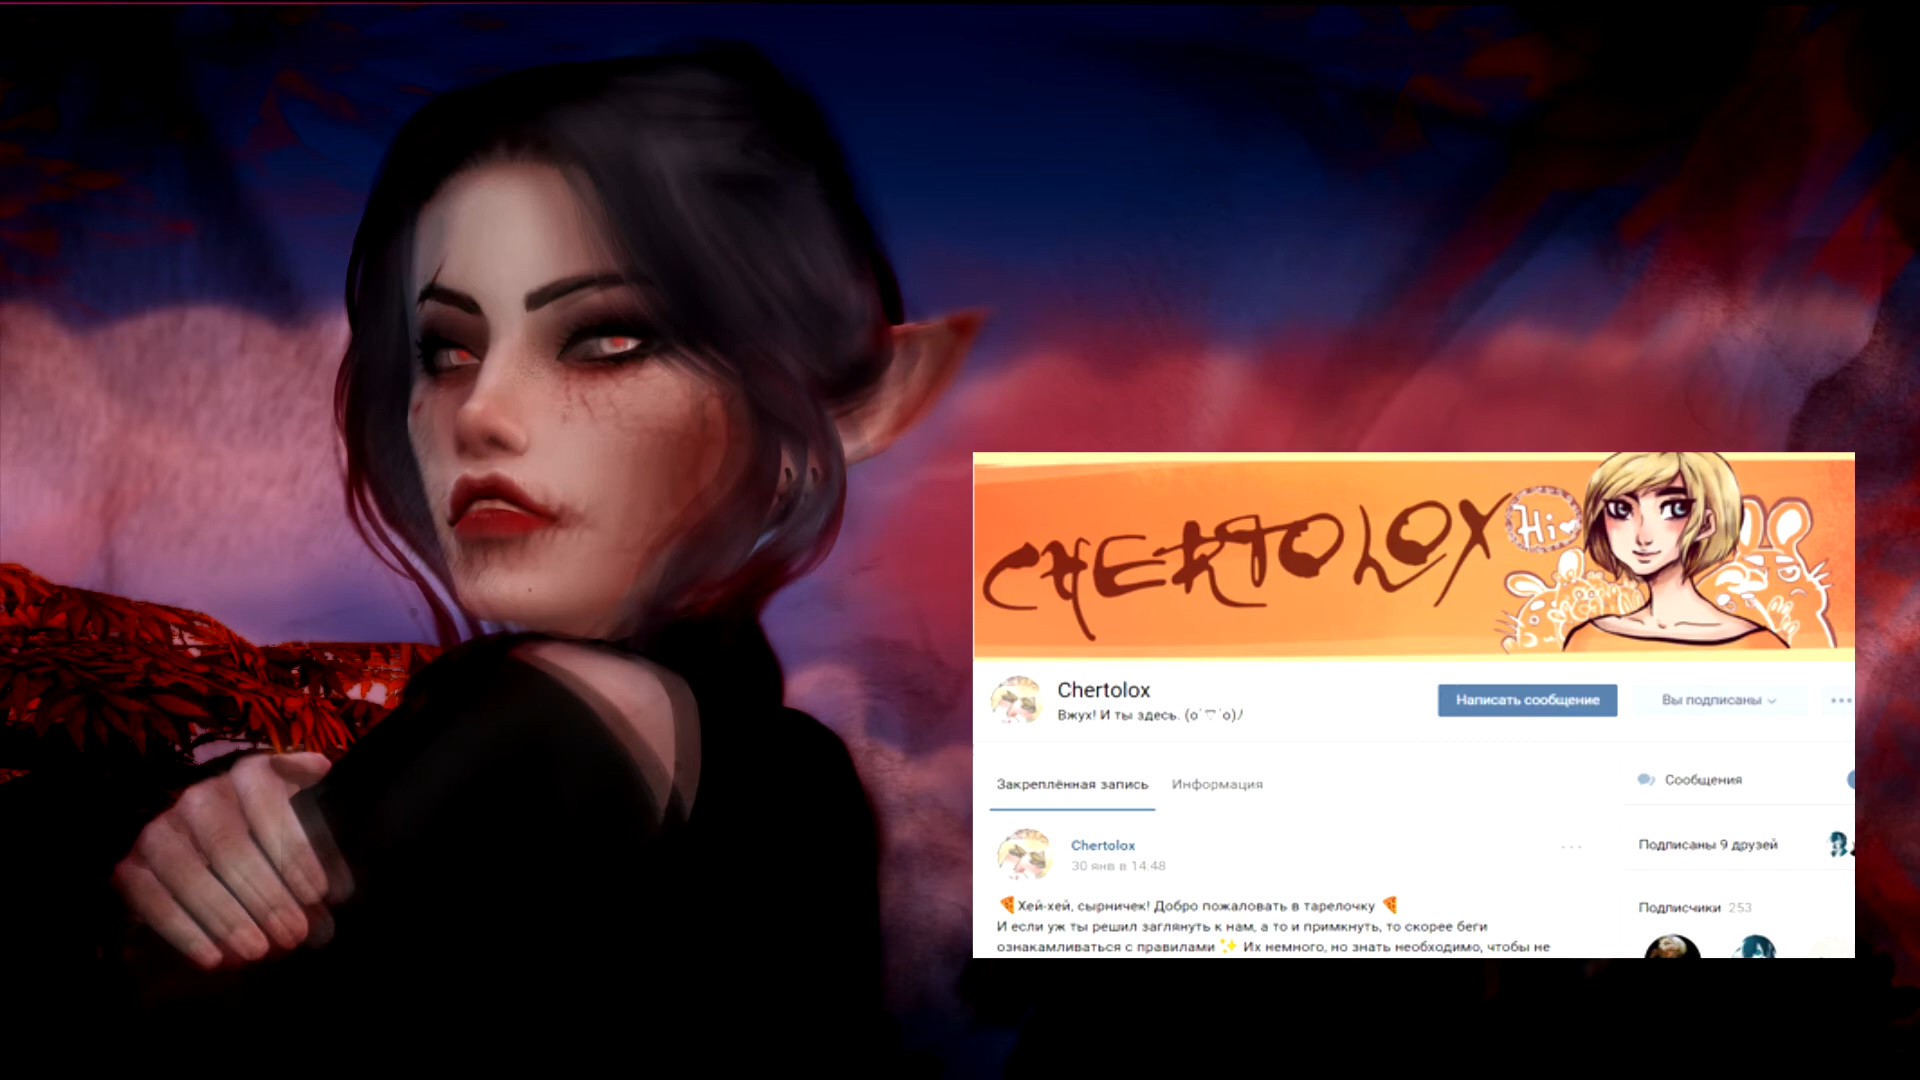 CHERTOLOX
Hi
Chertolox
Вжух! И ты здесь. (o´▽`o)ﾉ
Написать сообщение
Вы подписаны
Закреплённая запись
Информация
Сообщения
Chertolox
30 янв в 14:48
Подписаны 9 друзей
🍕Хей-хей, сырничек! Добро пожаловать в тарелочку 🍕
И если уж ты решил заглянуть к нам, а то и примкнуть, то скорее беги
ознакамливаться с правилами ✨ Их немного, но знать необходимо, чтобы не
Подписчики 253